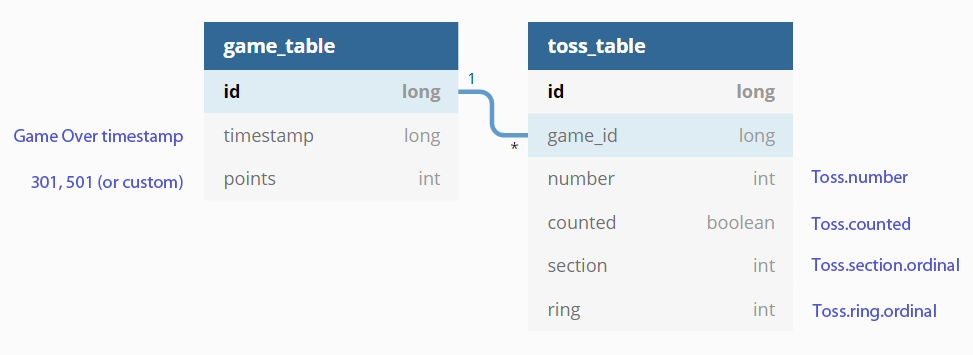 game_table
id long
timestamp long
points int
Game Over timestamp
301, 501 (or custom)
1
*
toss_table
id long
game_id long
number int
counted boolean
section int
ring int
Toss.number
Toss.counted
Toss.section.ordinal
Toss.ring.ordinal